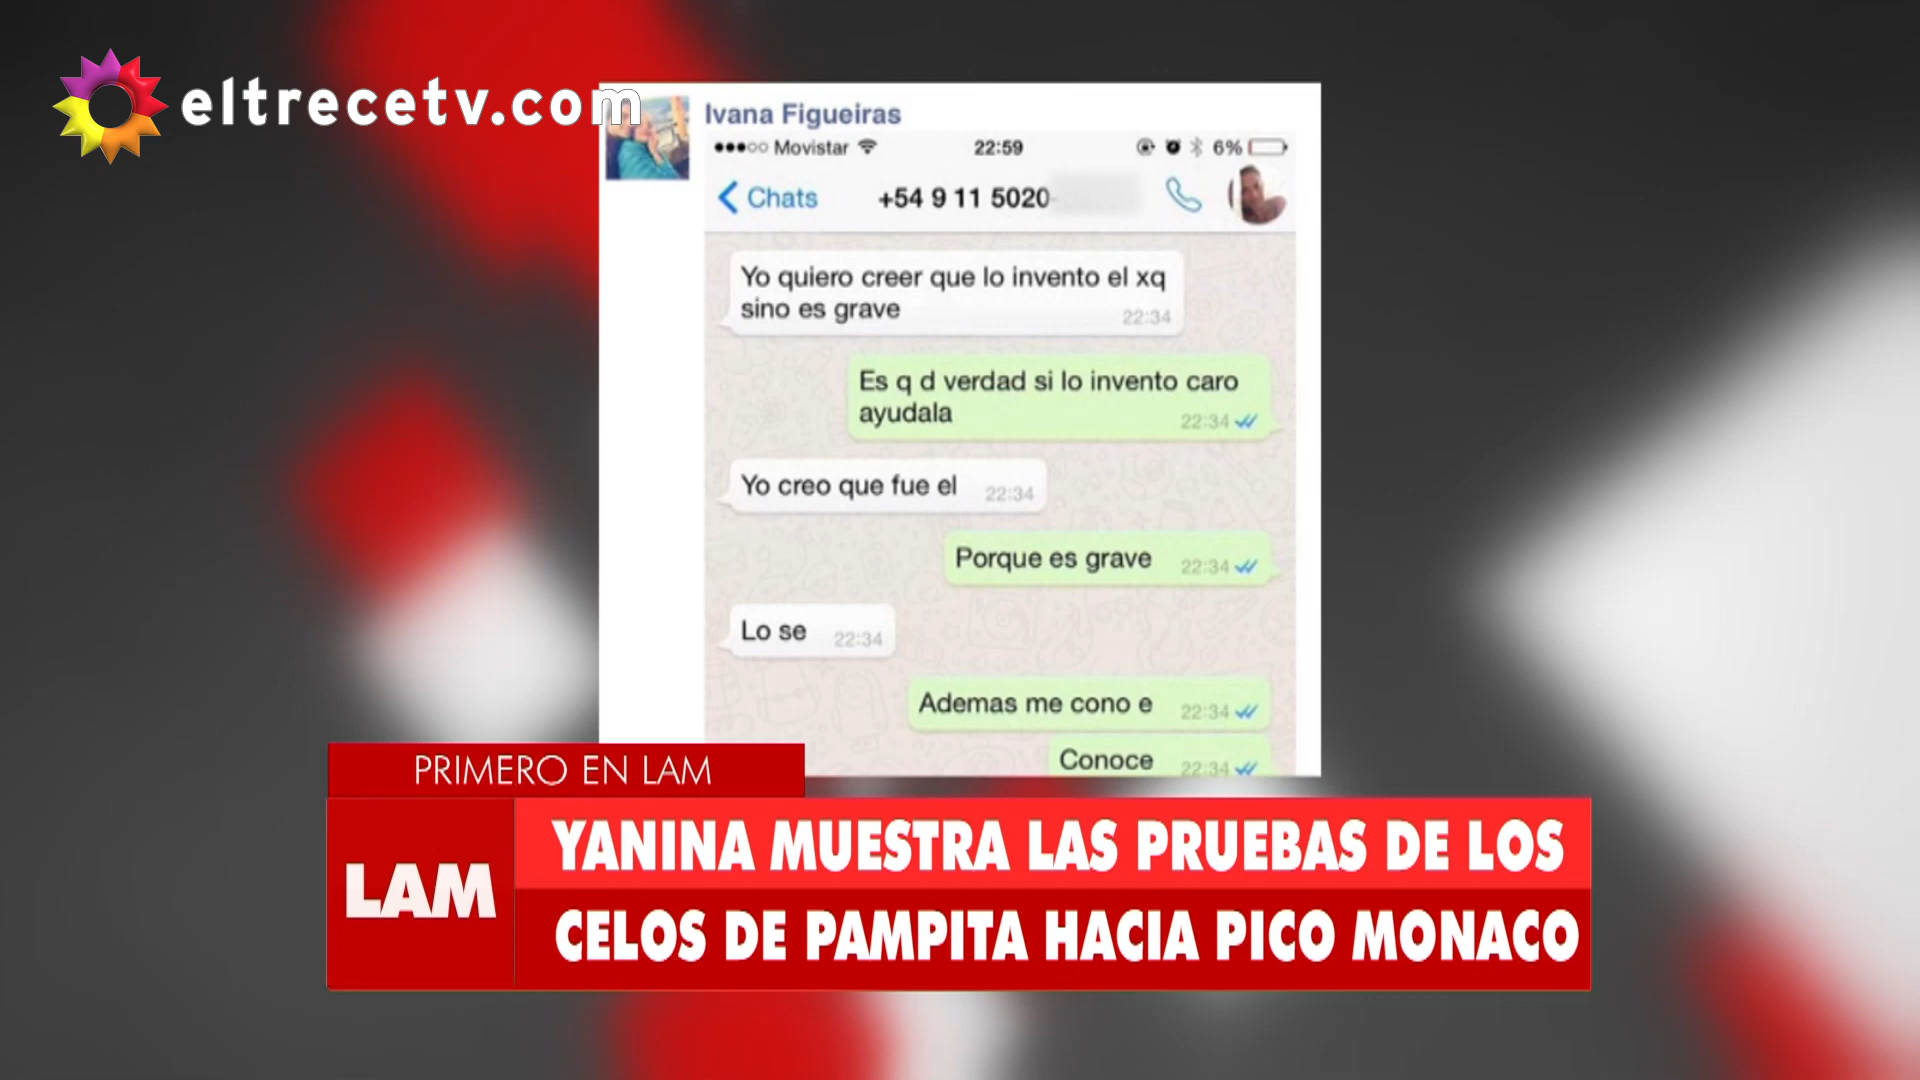 eltrecetv.com
Ivana Figueiras
Movistar 22:59 6%
Chats +54 9 11 5020
Yo quiero creer que lo invento el xq
sino es grave
22:34
Es q d verdad si lo invento caro
ayudala
22:34
Yo creo que fue el 22:34
Porque es grave 22:34
Lo se 22:34
Ademas me cono e 22:34
Conoce 22:34
PRIMERO EN LAM
LAM
YANINA MUESTRA LAS PRUEBAS DE LOS
CELOS DE PAMPITA HACIA PICO MONACO